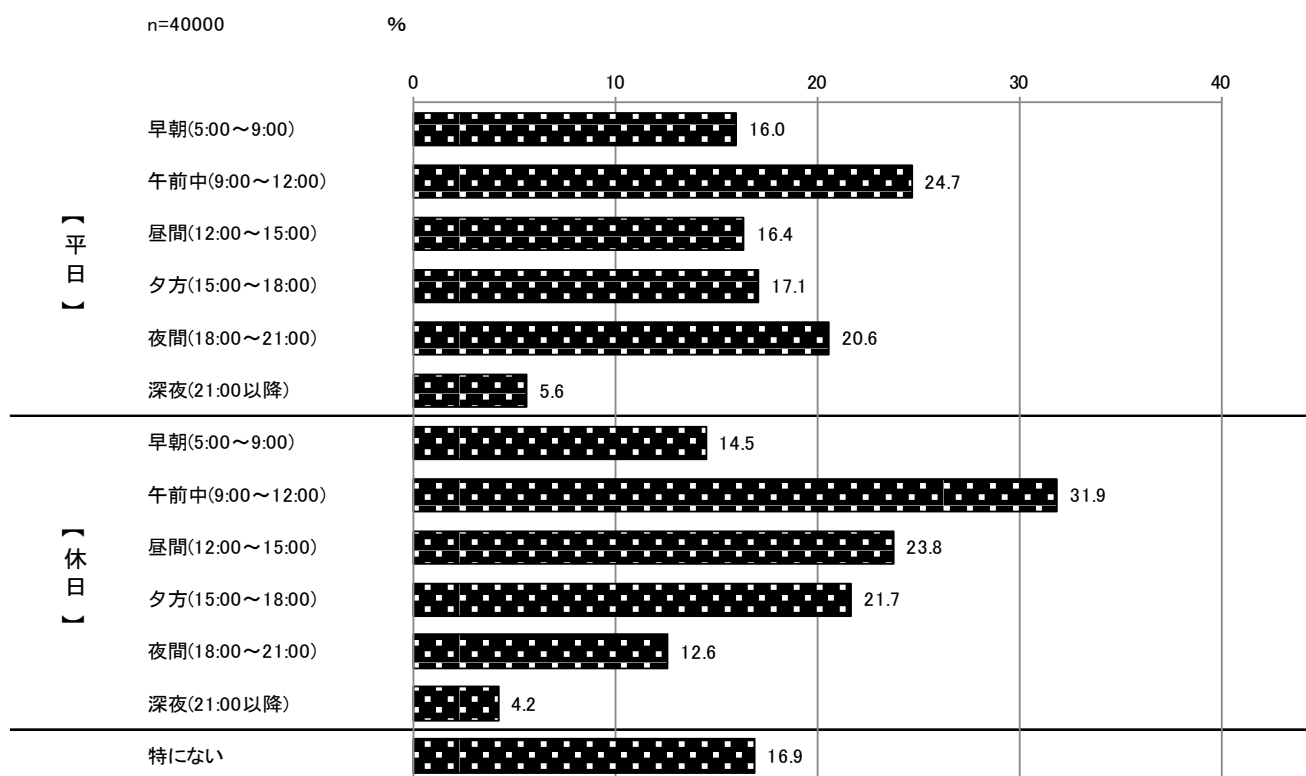 n=40000 %
0 10 20 30 40
【平日】
早朝(5:00～9:00) 16.0
午前中(9:00～12:00) 24.7
昼間(12:00～15:00) 16.4
夕方(15:00～18:00) 17.1
夜間(18:00～21:00) 20.6
深夜(21:00以降) 5.6
【休日】
早朝(5:00～9:00) 14.5
午前中(9:00～12:00) 31.9
昼間(12:00～15:00) 23.8
夕方(15:00～18:00) 21.7
夜間(18:00～21:00) 12.6
深夜(21:00以降) 4.2
特にない 16.9